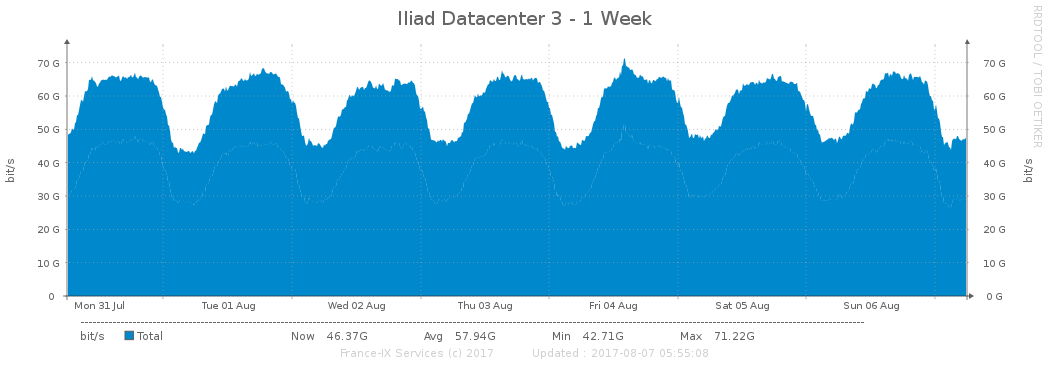 Iliad Datacenter 3 - 1 Week
RRDTOOL / TOBI OETIKER
70 G
70 G
60 G
60 G
50 G
50 G
40 G
40 G
30 G
30 G
20 G
20 G
10 G
10 G
0
0 G
bit/s
bit/s
Mon 31 Jul Tue 01 Aug Wed 02 Aug Thu 03 Aug Fri 04 Aug Sat 05 Aug Sun 06 Aug
bit/s Total Now 46.37G Avg 57.94G Min 42.71G Max 71.22G
France-IX Services (c) 2017 Updated : 2017-08-07 05:55:08